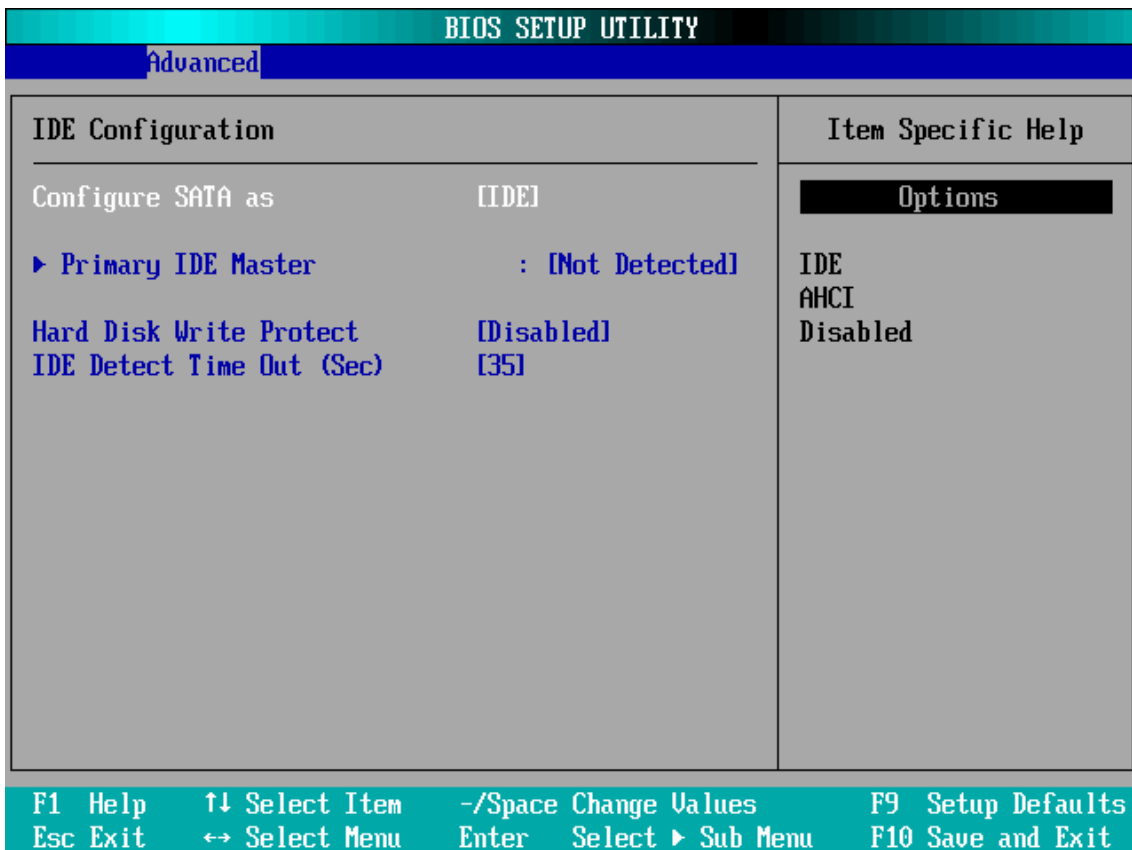 BIOS SETUP UTILITY
Advanced
IDE Configuration
Configure SATA as [IDE]
▶ Primary IDE Master : [Not Detected]
Hard Disk Write Protect [Disabled]
IDE Detect Time Out (Sec) [35]
Item Specific Help
Options
IDE
AHCI
Disabled
F1 Help ↑↓ Select Item -/Space Change Values F9 Setup Defaults
Esc Exit ↔ Select Menu Enter Select ▶ Sub Menu F10 Save and Exit